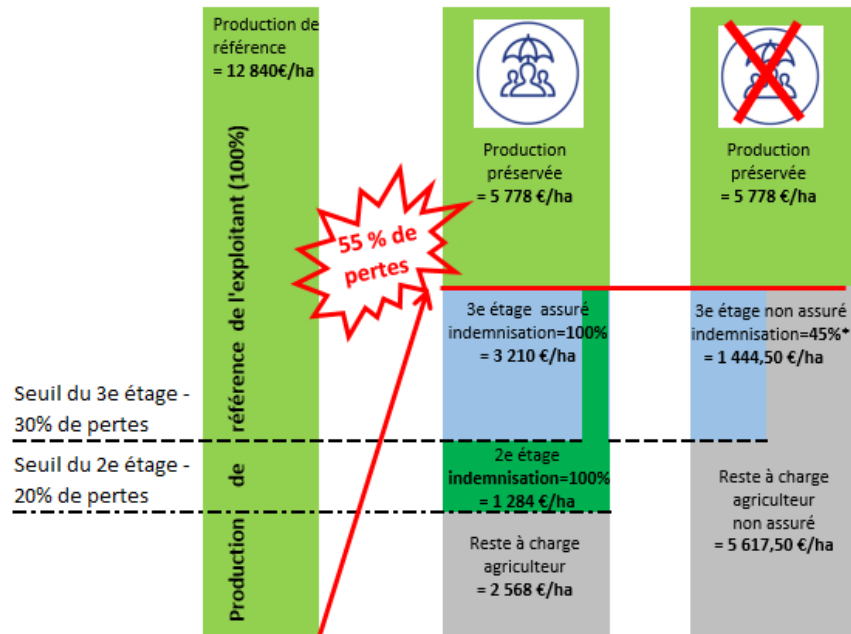 Production de
référence
= 12 840€/ha
Production de référence de l'exploitant (100%)
55 % de
pertes
Seuil du 3e étage -
30% de pertes
Seuil du 2e étage -
20% de pertes
Production
préservée
= 5 778 €/ha
3e étage assuré
indemnisation=100%
= 3 210 €/ha
2e étage
indemnisation=100%
= 1 284 €/ha
Reste à charge
agriculteur
= 2 568 €/ha
Production
préservée
= 5 778 €/ha
3e étage non assuré
indemnisation=45%*
= 1 444,50 €/ha
Reste à charge
agriculteur
non assuré
= 5 617,50 €/ha